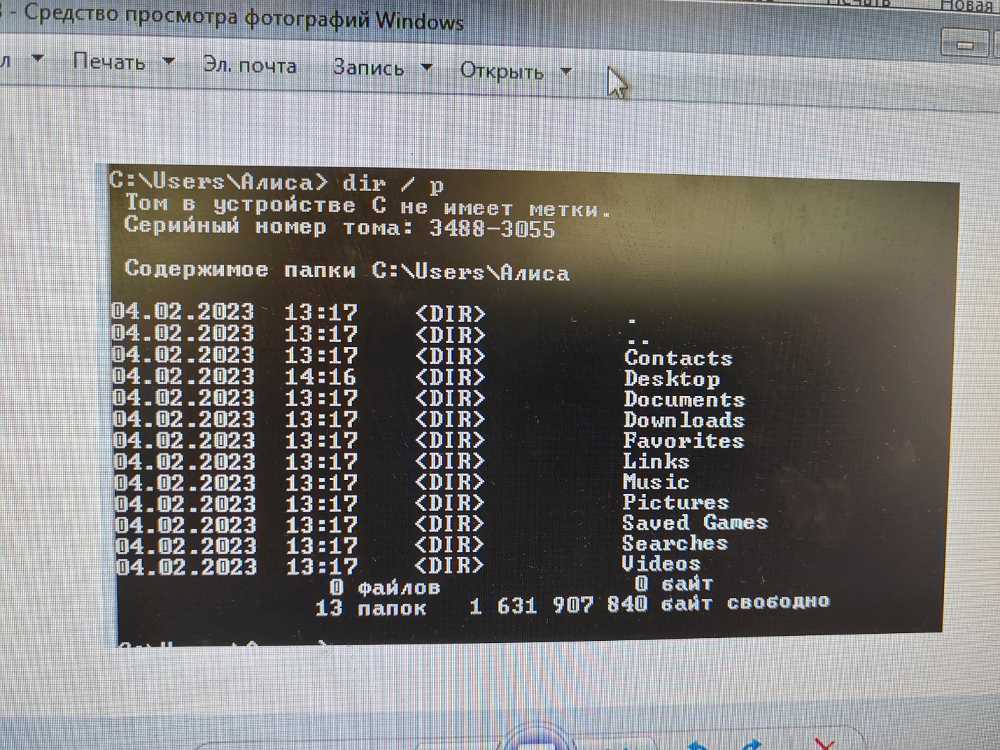 - Средство просмотра фотографий Windows
Печать Эл. почта Запись Открыть
C:\Users\Алиса> dir / p
Том в устройстве C не имеет метки.
Серийный номер тома: 3488-3055
Содержимое папки C:\Users\Алиса
04.02.2023 13:17 <DIR> .
04.02.2023 13:17 <DIR> ..
04.02.2023 13:17 <DIR> Contacts
04.02.2023 14:16 <DIR> Desktop
04.02.2023 13:17 <DIR> Documents
04.02.2023 13:17 <DIR> Downloads
04.02.2023 13:17 <DIR> Favorites
04.02.2023 13:17 <DIR> Links
04.02.2023 13:17 <DIR> Music
04.02.2023 13:17 <DIR> Pictures
04.02.2023 13:17 <DIR> Saved Games
04.02.2023 13:17 <DIR> Searches
04.02.2023 13:17 <DIR> Videos
0 файлов 0 байт
13 папок 1 631 907 840 байт свободно